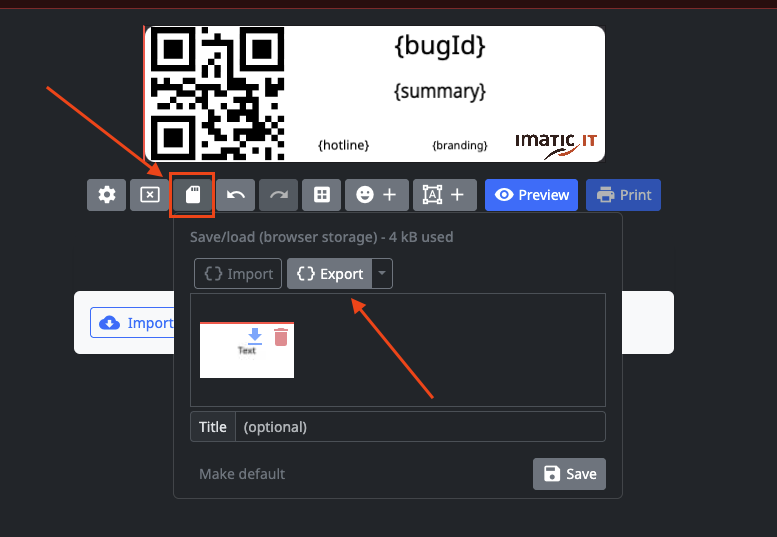 {bugId}
{summary}
{hotline}
{branding}
IMATIC IT
Preview
Print
Save/load (browser storage) - 4 kB used
Import
Export
Import
Text
Title
(optional)
Make default
Save